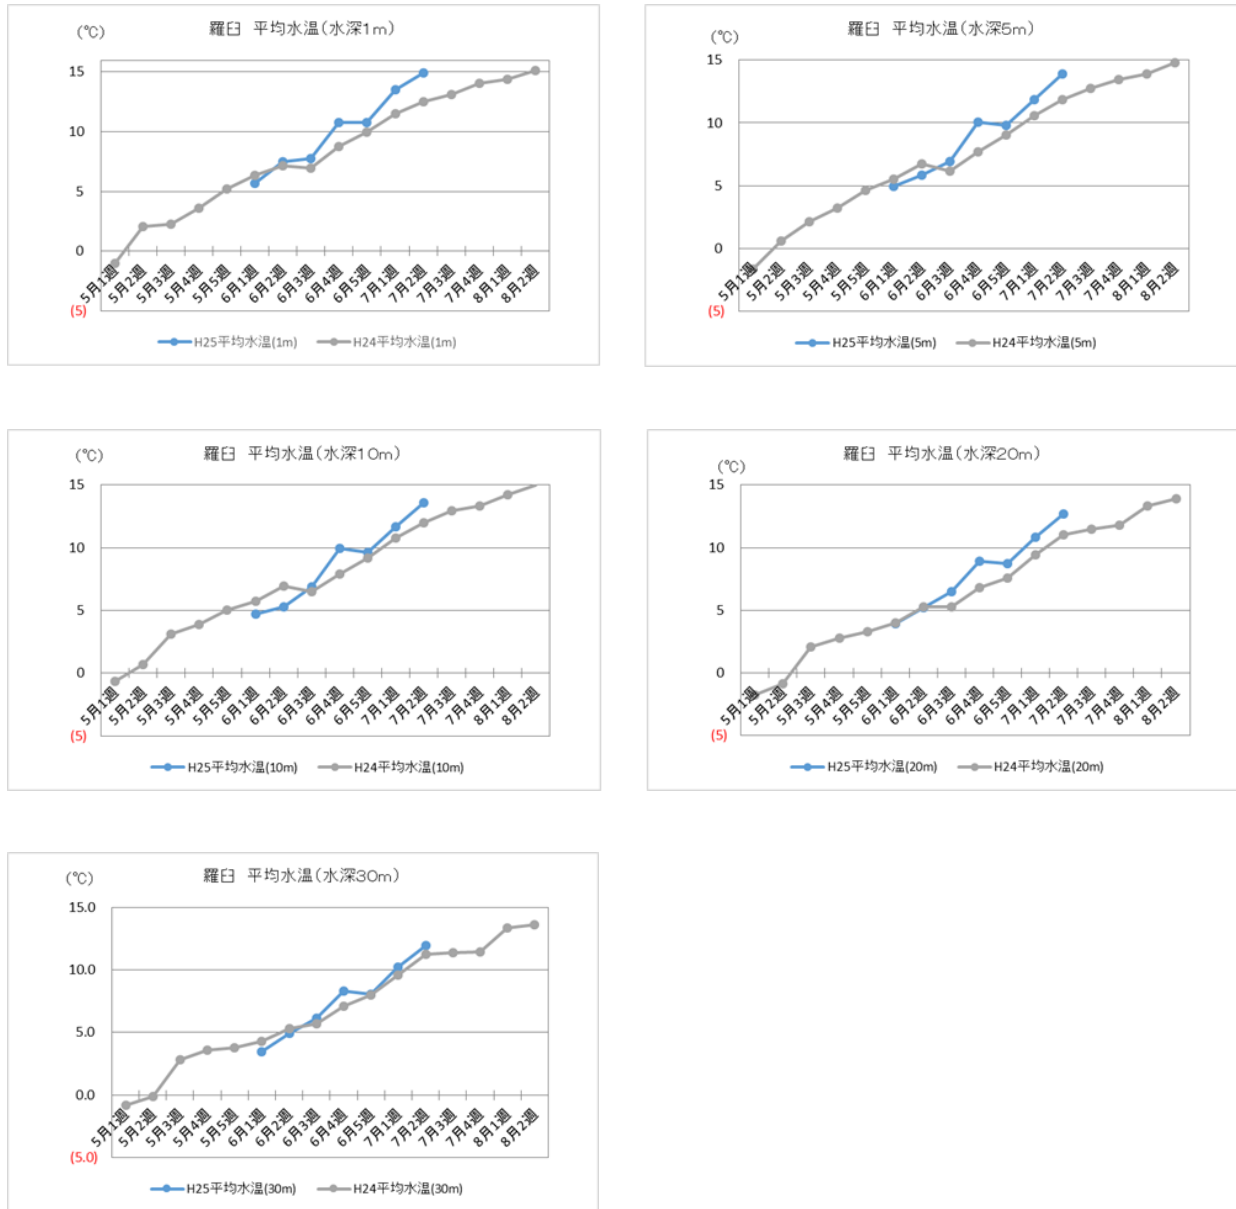 羅臼 平均水温(水深1m)
(℃)
15
10
5
0
(5)
5月1週 5月2週 5月3週 5月4週 5月5週 6月1週 6月2週 6月3週 6月4週 6月5週 7月1週 7月2週 7月3週 7月4週 8月1週 8月2週
H25平均水温(1m) H24平均水温(1m)
羅臼 平均水温(水深5m)
(℃)
15
10
5
0
(5)
5月1週 5月2週 5月3週 5月4週 5月5週 6月1週 6月2週 6月3週 6月4週 6月5週 7月1週 7月2週 7月3週 7月4週 8月1週 8月2週
H25平均水温(5m) H24平均水温(5m)
羅臼 平均水温(水深10m)
(℃)
15
10
5
0
(5)
5月1週 5月2週 5月3週 5月4週 5月5週 6月1週 6月2週 6月3週 6月4週 6月5週 7月1週 7月2週 7月3週 7月4週 8月1週 8月2週
H25平均水温(10m) H24平均水温(10m)
羅臼 平均水温(水深20m)
(℃)
15
10
5
0
(5)
5月1週 5月2週 5月3週 5月4週 5月5週 6月1週 6月2週 6月3週 6月4週 6月5週 7月1週 7月2週 7月3週 7月4週 8月1週 8月2週
H25平均水温(20m) H24平均水温(20m)
羅臼 平均水温(水深30m)
(℃)
15.0
10.0
5.0
0.0
(5.0)
5月1週 5月2週 5月3週 5月4週 5月5週 6月1週 6月2週 6月3週 6月4週 6月5週 7月1週 7月2週 7月3週 7月4週 8月1週 8月2週
H25平均水温(30m) H24平均水温(30m)